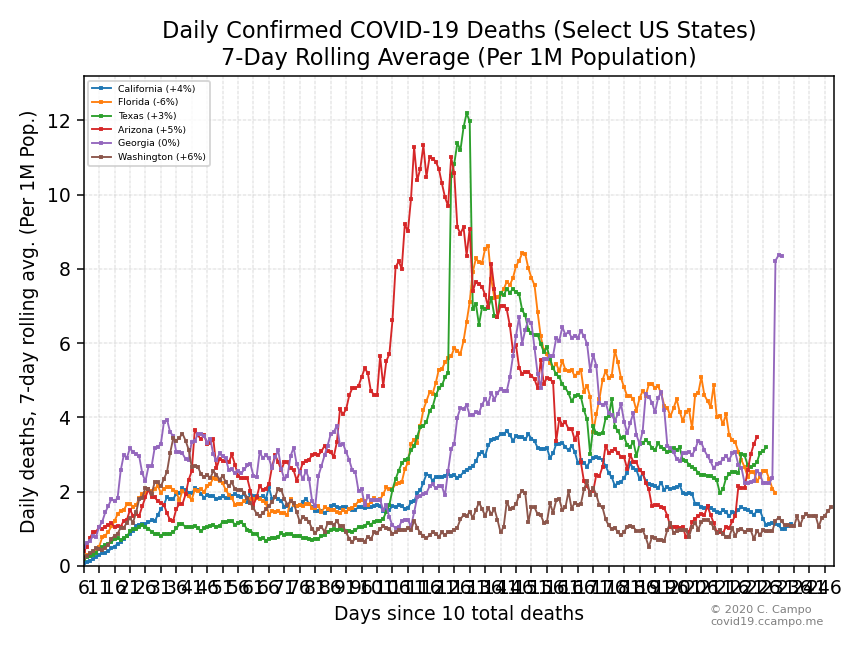 Daily Confirmed COVID-19 Deaths (Select US States)
7-Day Rolling Average (Per 1M Population)
Daily deaths, 7-day rolling avg. (Per 1M Pop.)
California (+4%)
Florida (-6%)
Texas (+3%)
Arizona (+5%)
Georgia (0%)
Washington (+6%)
12
10
8
6
4
2
0
Days since 10 total deaths
© 2020 C. Campo
covid19.ccampo.me